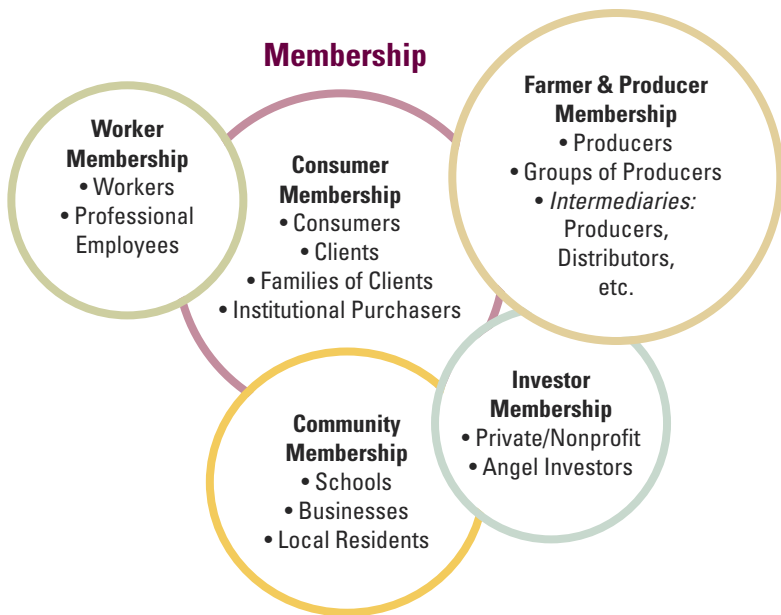 Membership
Worker
Membership
• Workers
• Professional
Employees
Consumer
Membership
• Consumers
• Clients
• Families of Clients
• Institutional Purchasers
Farmer & Producer
Membership
• Producers
• Groups of Producers
• Intermediaries:
Producers,
Distributors,
etc.
Community
Membership
• Schools
• Businesses
• Local Residents
Investor
Membership
• Private/Nonprofit
• Angel Investors